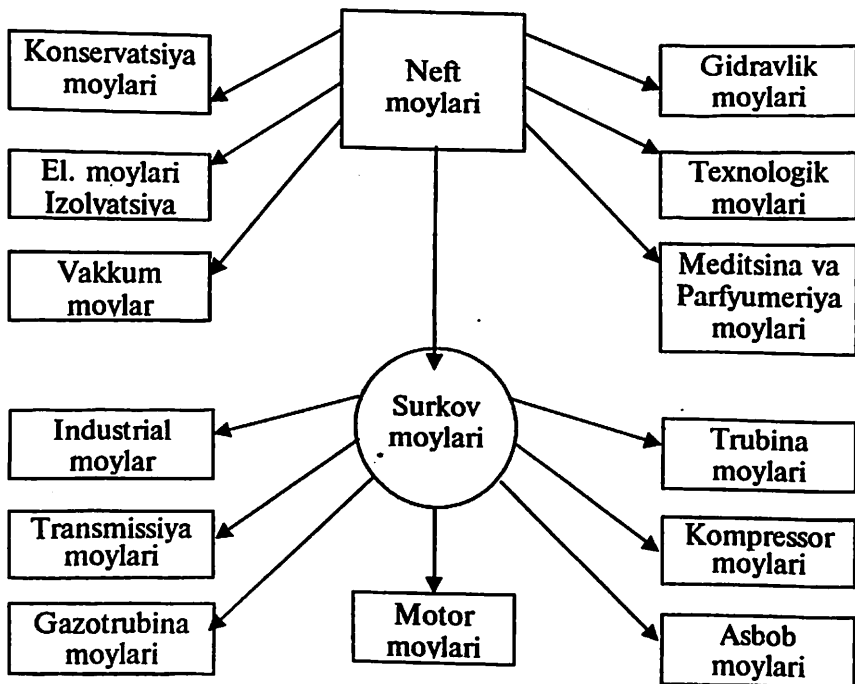 Konservatsiya
moylari
Neft
moylari
Gidravlik
moylari
El. moylari
Izolyatsiya
Texnologik
moylari
Vakkum
moylar
Meditsina va
Parfyumeriya
moylari
Surkov
moylari
Industrial
moylar
Trubina
moylari
Transmissiya
moylari
Kompressor
moylari
Gazotrubina
moylari
Motor
moylari
Asbob
moylari